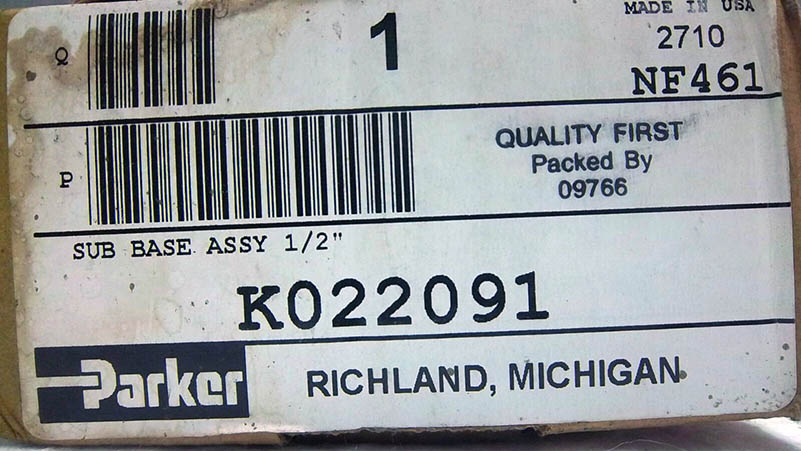 Q
1
MADE IN USA
2710
NF461
QUALITY FIRST
Packed By
09766
P
SUB BASE ASSY 1/2"
K022091
Parker
RICHLAND, MICHIGAN